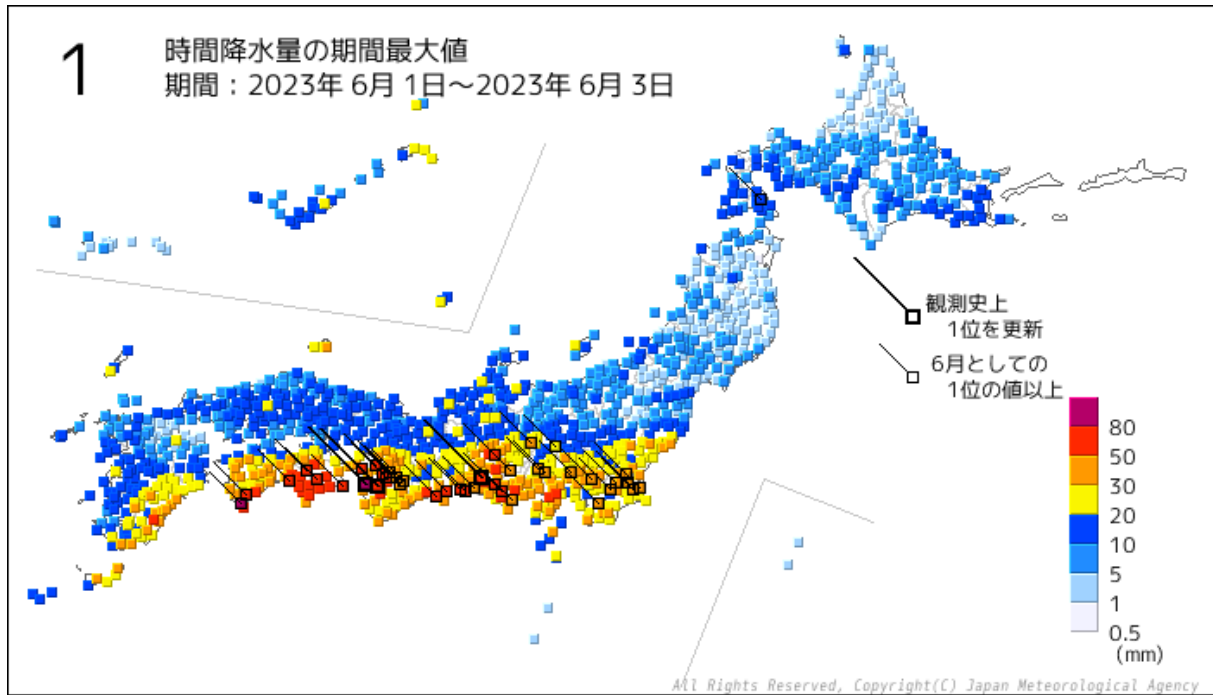 1 時間降水量の期間最大値
期間：2023年 6月 1日～2023年 6月 3日
観測史上
1位を更新
6月としての
1位の値以上
80
50
30
20
10
5
1
0.5
(mm)
All Rights Reserved, Copyright(C) Japan Meteorological Agency